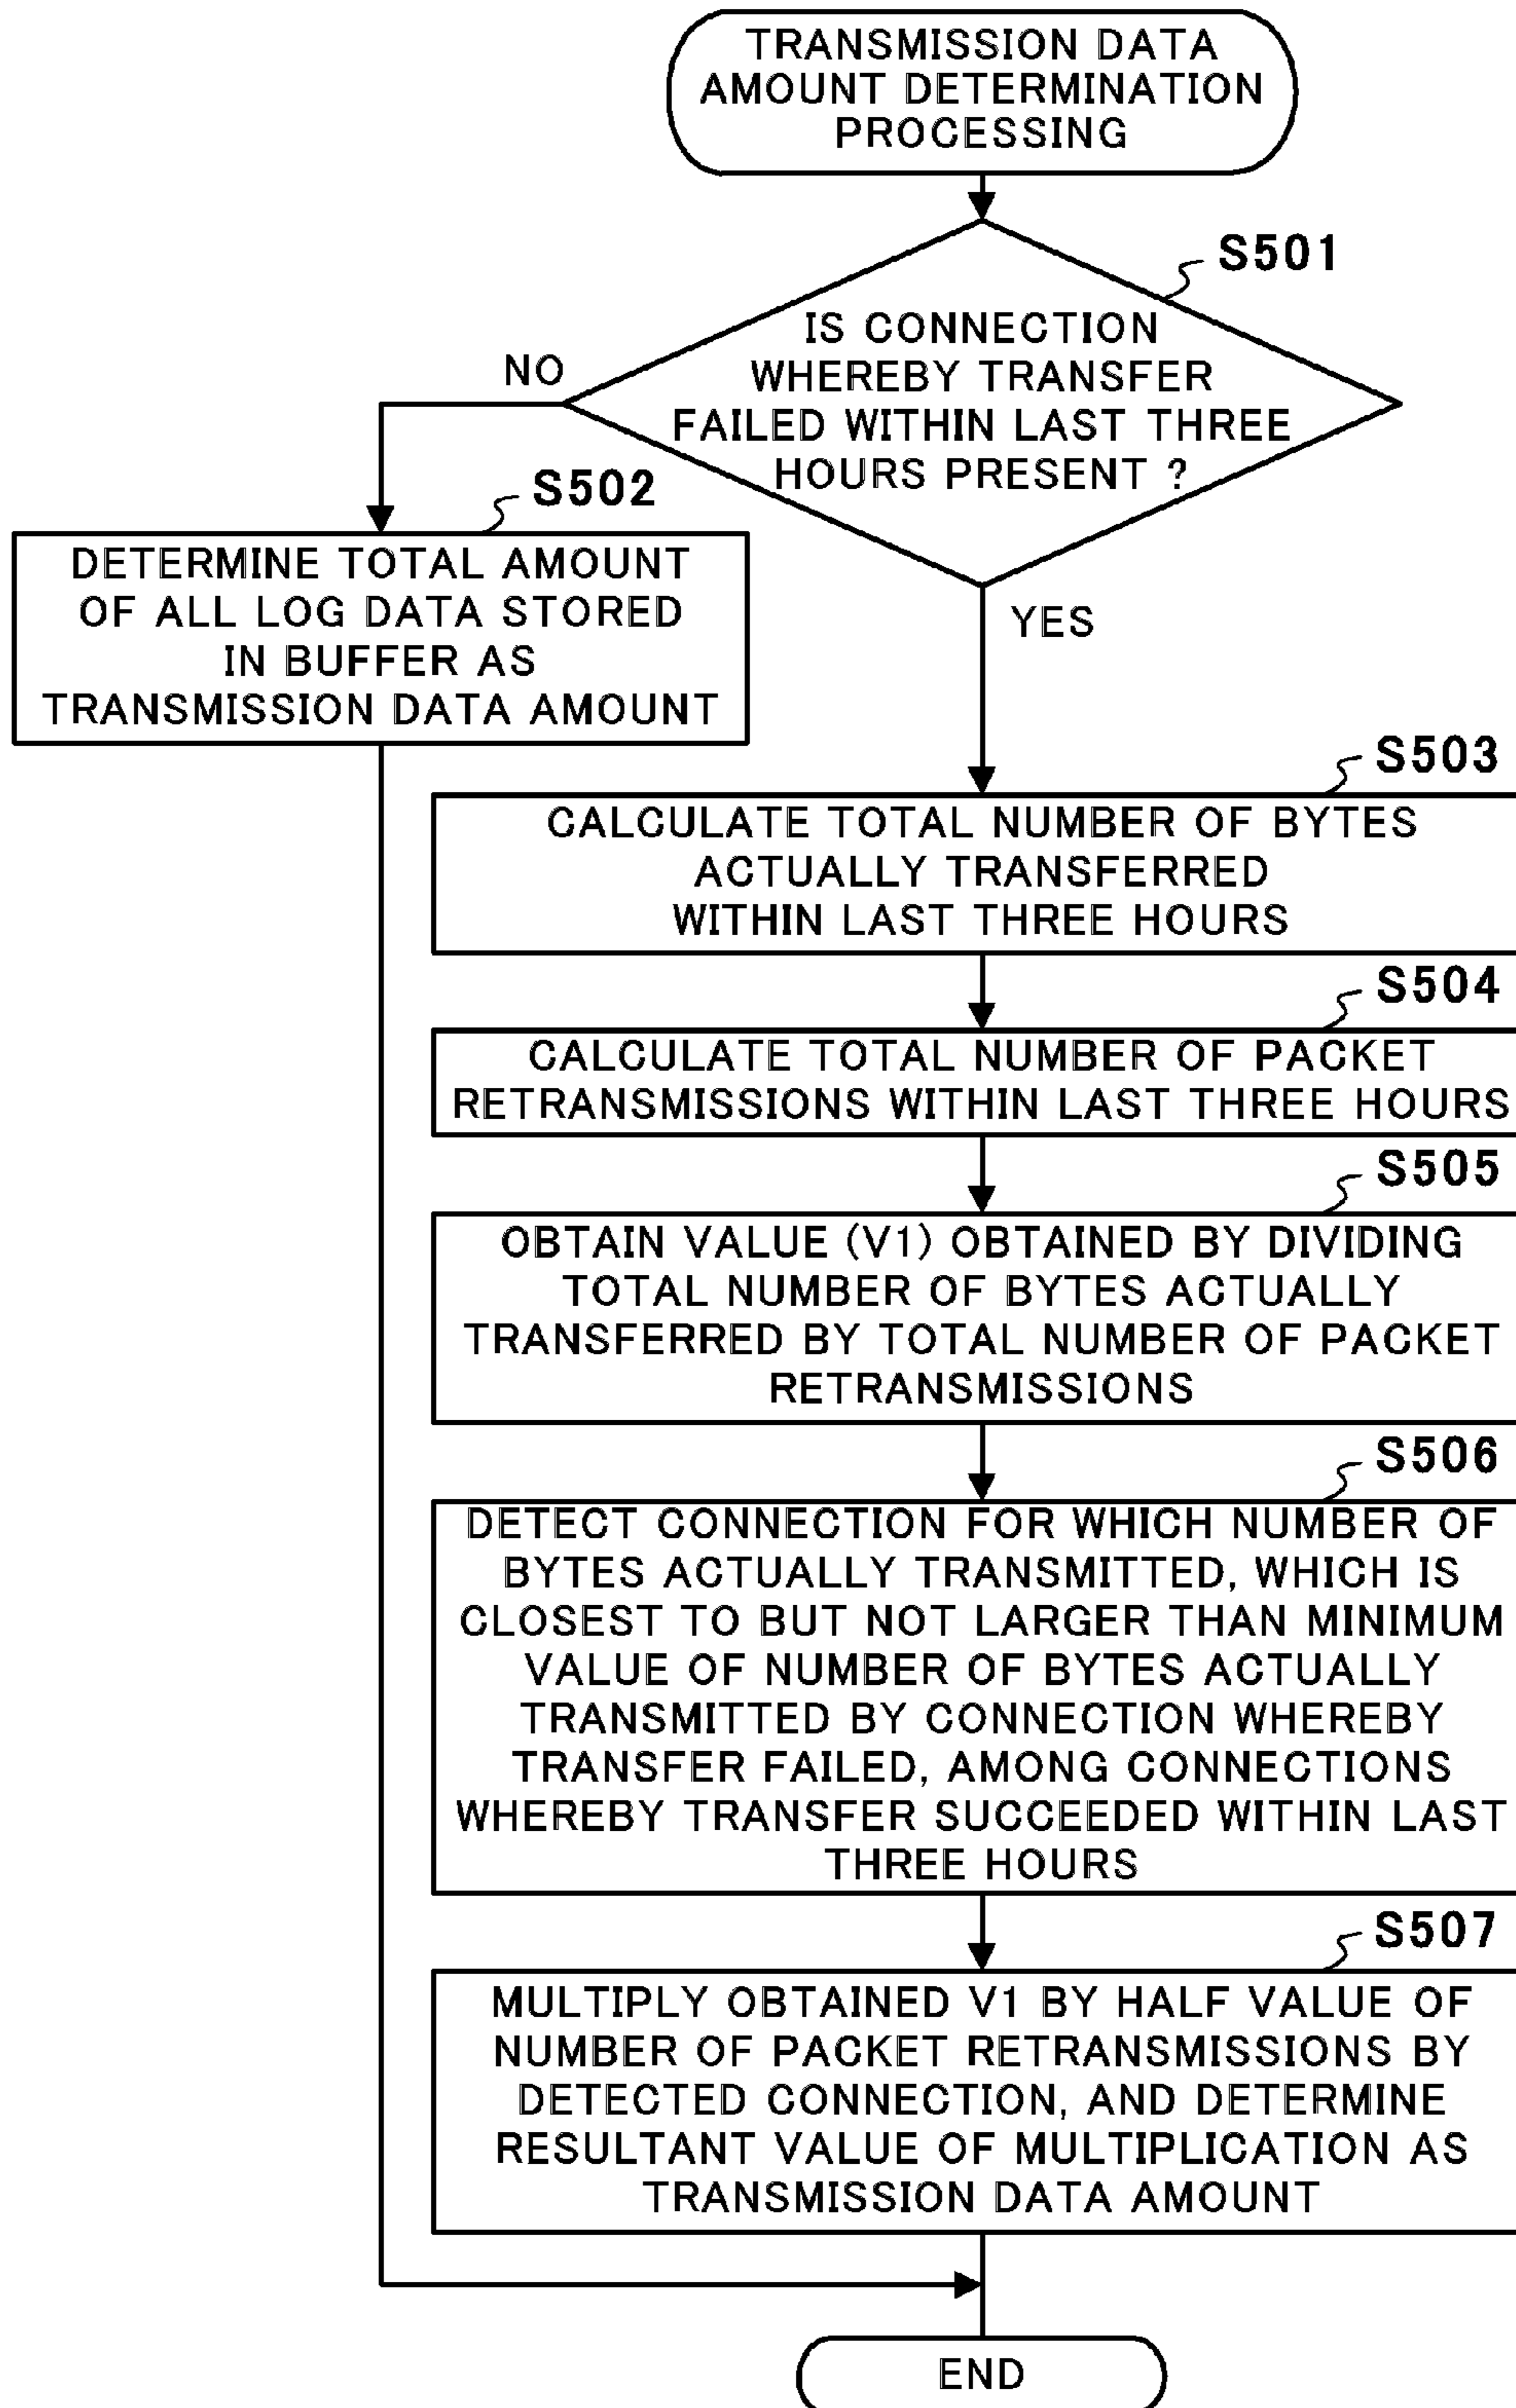 TRANSMISSION DATA
AMOUNT DETERMINATION
PROCESSING
S501
IS CONNECTION
WHEREBY TRANSFER
FAILED WITHIN LAST THREE
HOURS PRESENT ?
NO
YES
S502
DETERMINE TOTAL AMOUNT
OF ALL LOG DATA STORED
IN BUFFER AS
TRANSMISSION DATA AMOUNT
S503
CALCULATE TOTAL NUMBER OF BYTES
ACTUALLY TRANSFERRED
WITHIN LAST THREE HOURS
S504
CALCULATE TOTAL NUMBER OF PACKET
RETRANSMISSIONS WITHIN LAST THREE HOURS
S505
OBTAIN VALUE (V1) OBTAINED BY DIVIDING
TOTAL NUMBER OF BYTES ACTUALLY
TRANSFERRED BY TOTAL NUMBER OF PACKET
RETRANSMISSIONS
S506
DETECT CONNECTION FOR WHICH NUMBER OF
BYTES ACTUALLY TRANSMITTED, WHICH IS
CLOSEST TO BUT NOT LARGER THAN MINIMUM
VALUE OF NUMBER OF BYTES ACTUALLY
TRANSMITTED BY CONNECTION WHEREBY
TRANSFER FAILED, AMONG CONNECTIONS
WHEREBY TRANSFER SUCCEEDED WITHIN LAST
THREE HOURS
S507
MULTIPLY OBTAINED V1 BY HALF VALUE OF
NUMBER OF PACKET RETRANSMISSIONS BY
DETECTED CONNECTION, AND DETERMINE
RESULTANT VALUE OF MULTIPLICATION AS
TRANSMISSION DATA AMOUNT
END